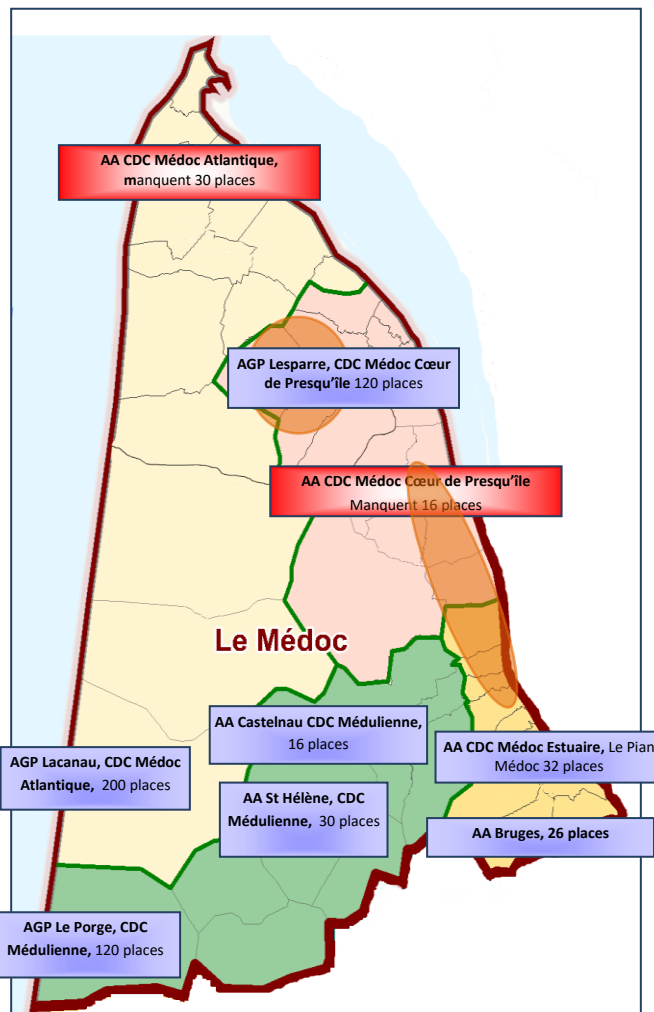 AA CDC Médoc Atlantique,
manquent 30 places
AGP Lesparre, CDC Médoc Cœur
de Presqu'île 120 places
AA CDC Médoc Cœur de Presqu'île
Manquent 16 places
Le Médoc
AA Castelnau CDC Médulienne,
16 places
AA CDC Médoc Estuaire, Le Pian
Médoc 32 places
AGP Lacanau, CDC Médoc
Atlantique, 200 places
AA St Hélène, CDC
Médulienne, 30 places
AA Bruges, 26 places
AGP Le Porge, CDC
Médulienne, 120 places